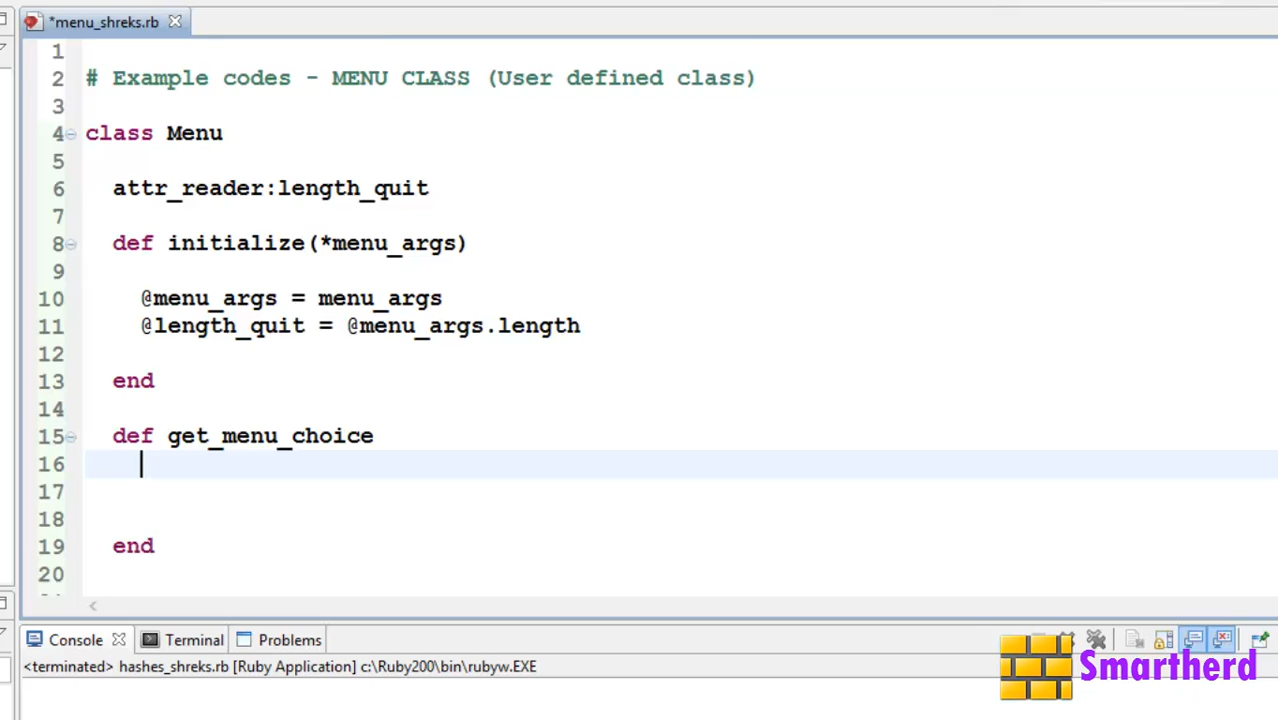 *menu_shreks.rb
1
2 # Example codes - MENU CLASS (User defined class)
3
4 class Menu
5
6 attr_reader:length_quit
7
8 def initialize(*menu_args)
9
10 @menu_args = menu_args
11 @length_quit = @menu_args.length
12
13 end
14
15 def get_menu_choice
16
17
18
19 end
20
Console Terminal Problems
<terminated> hashes_shreks.rb [Ruby Application] c:\Ruby200\bin\rubyw.EXE
Smartherd